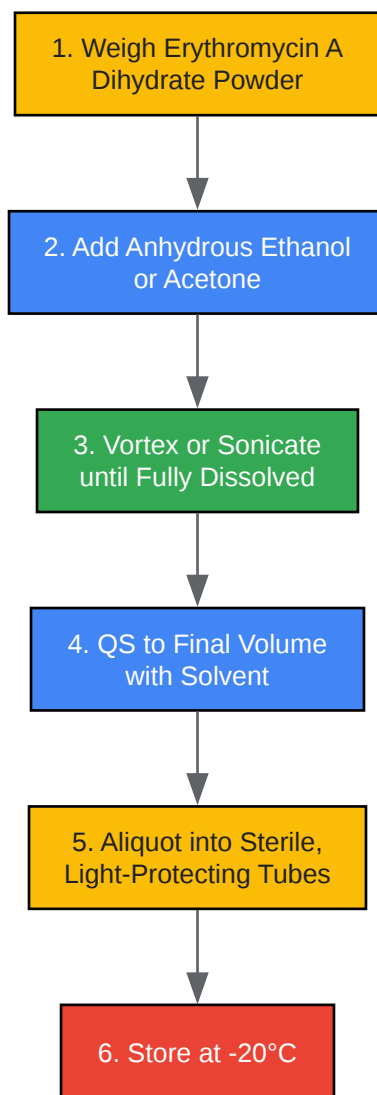 1. Weigh Erythromycin A
Dihydrate Powder
2. Add Anhydrous Ethanol
or Acetone
3. Vortex or Sonicate
until Fully Dissolved
4. QS to Final Volume
with Solvent
5. Aliquot into Sterile,
Light-Protecting Tubes
6. Store at -20°C